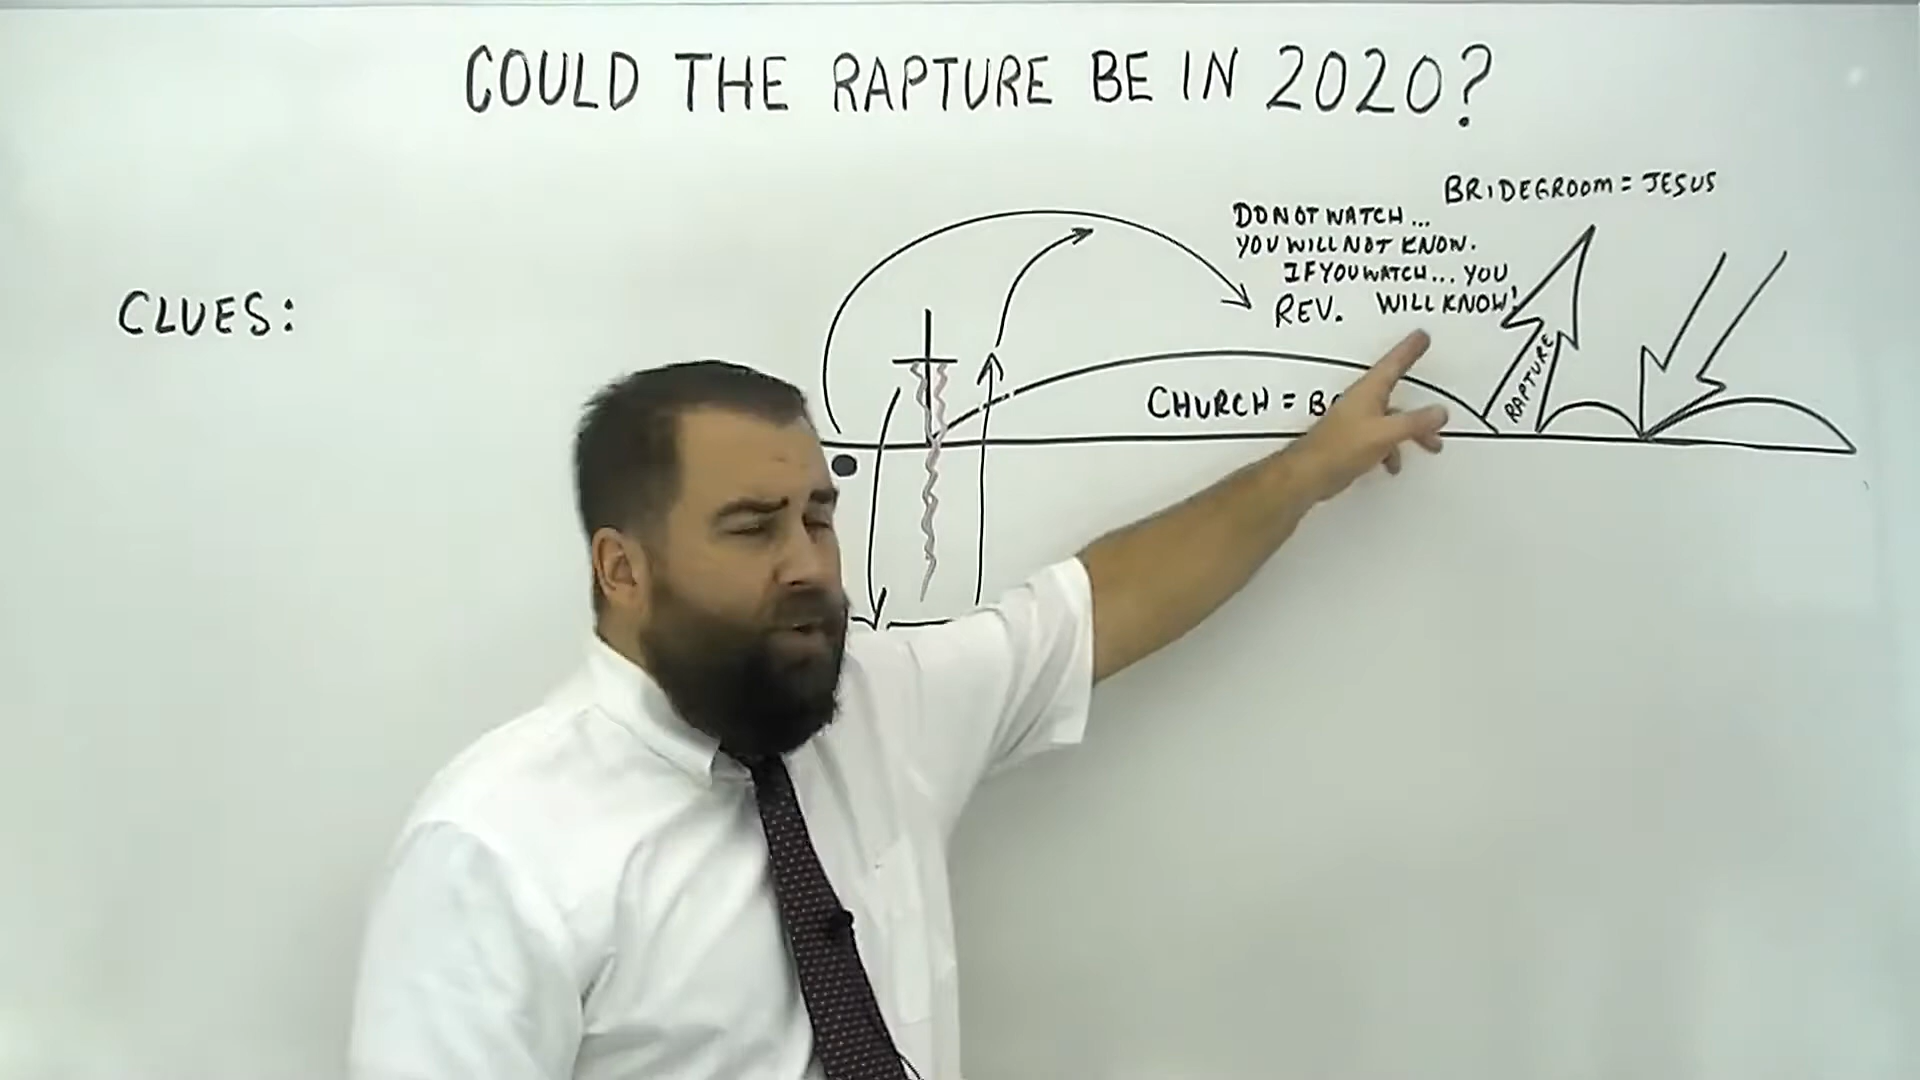 COULD THE RAPTURE BE IN 2020?
BRIDEGROOM = JESUS
DO NOT WATCH...
YOU WILL NOT KNOW.
IF YOU WATCH... YOU
REV. WILL KNOW!
CLUES:
RAPTURE
CHURCH =